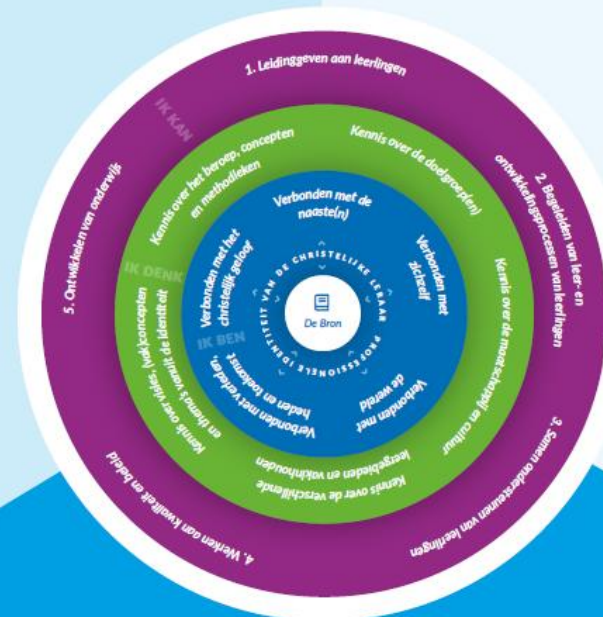 1. Leidinggeven aan leerlingen
2. Begeleiden van leer- en
ontwikkelingsprocessen van leerlingen
3. Samen ondersteunen van leerlingen
4. Werken aan kwaliteit en beleid
5. Ontwikkelen van onderwijs
IK KAN
Kennis over het beroep, concepten
en methodieken
Kennis over de doelgroep(en)
Kennis over de maatschappij en cultuur
Kennis over de verschillende
leergebieden en vakinhouden
Kennis over visies, (vak)concepten
en thema's vanuit de identiteit
IK DENK
Verbonden met de
naaste(n)
Verbonden met
zichzelf
Verbonden met
de wereld
Verbonden met verleden,
heden en toekomst
Verbonden met het
christelijk geloof
IK BEN
PROFESSIONELE IDENTITEIT VAN DE CHRISTELIJKE LERAAR
De Bron